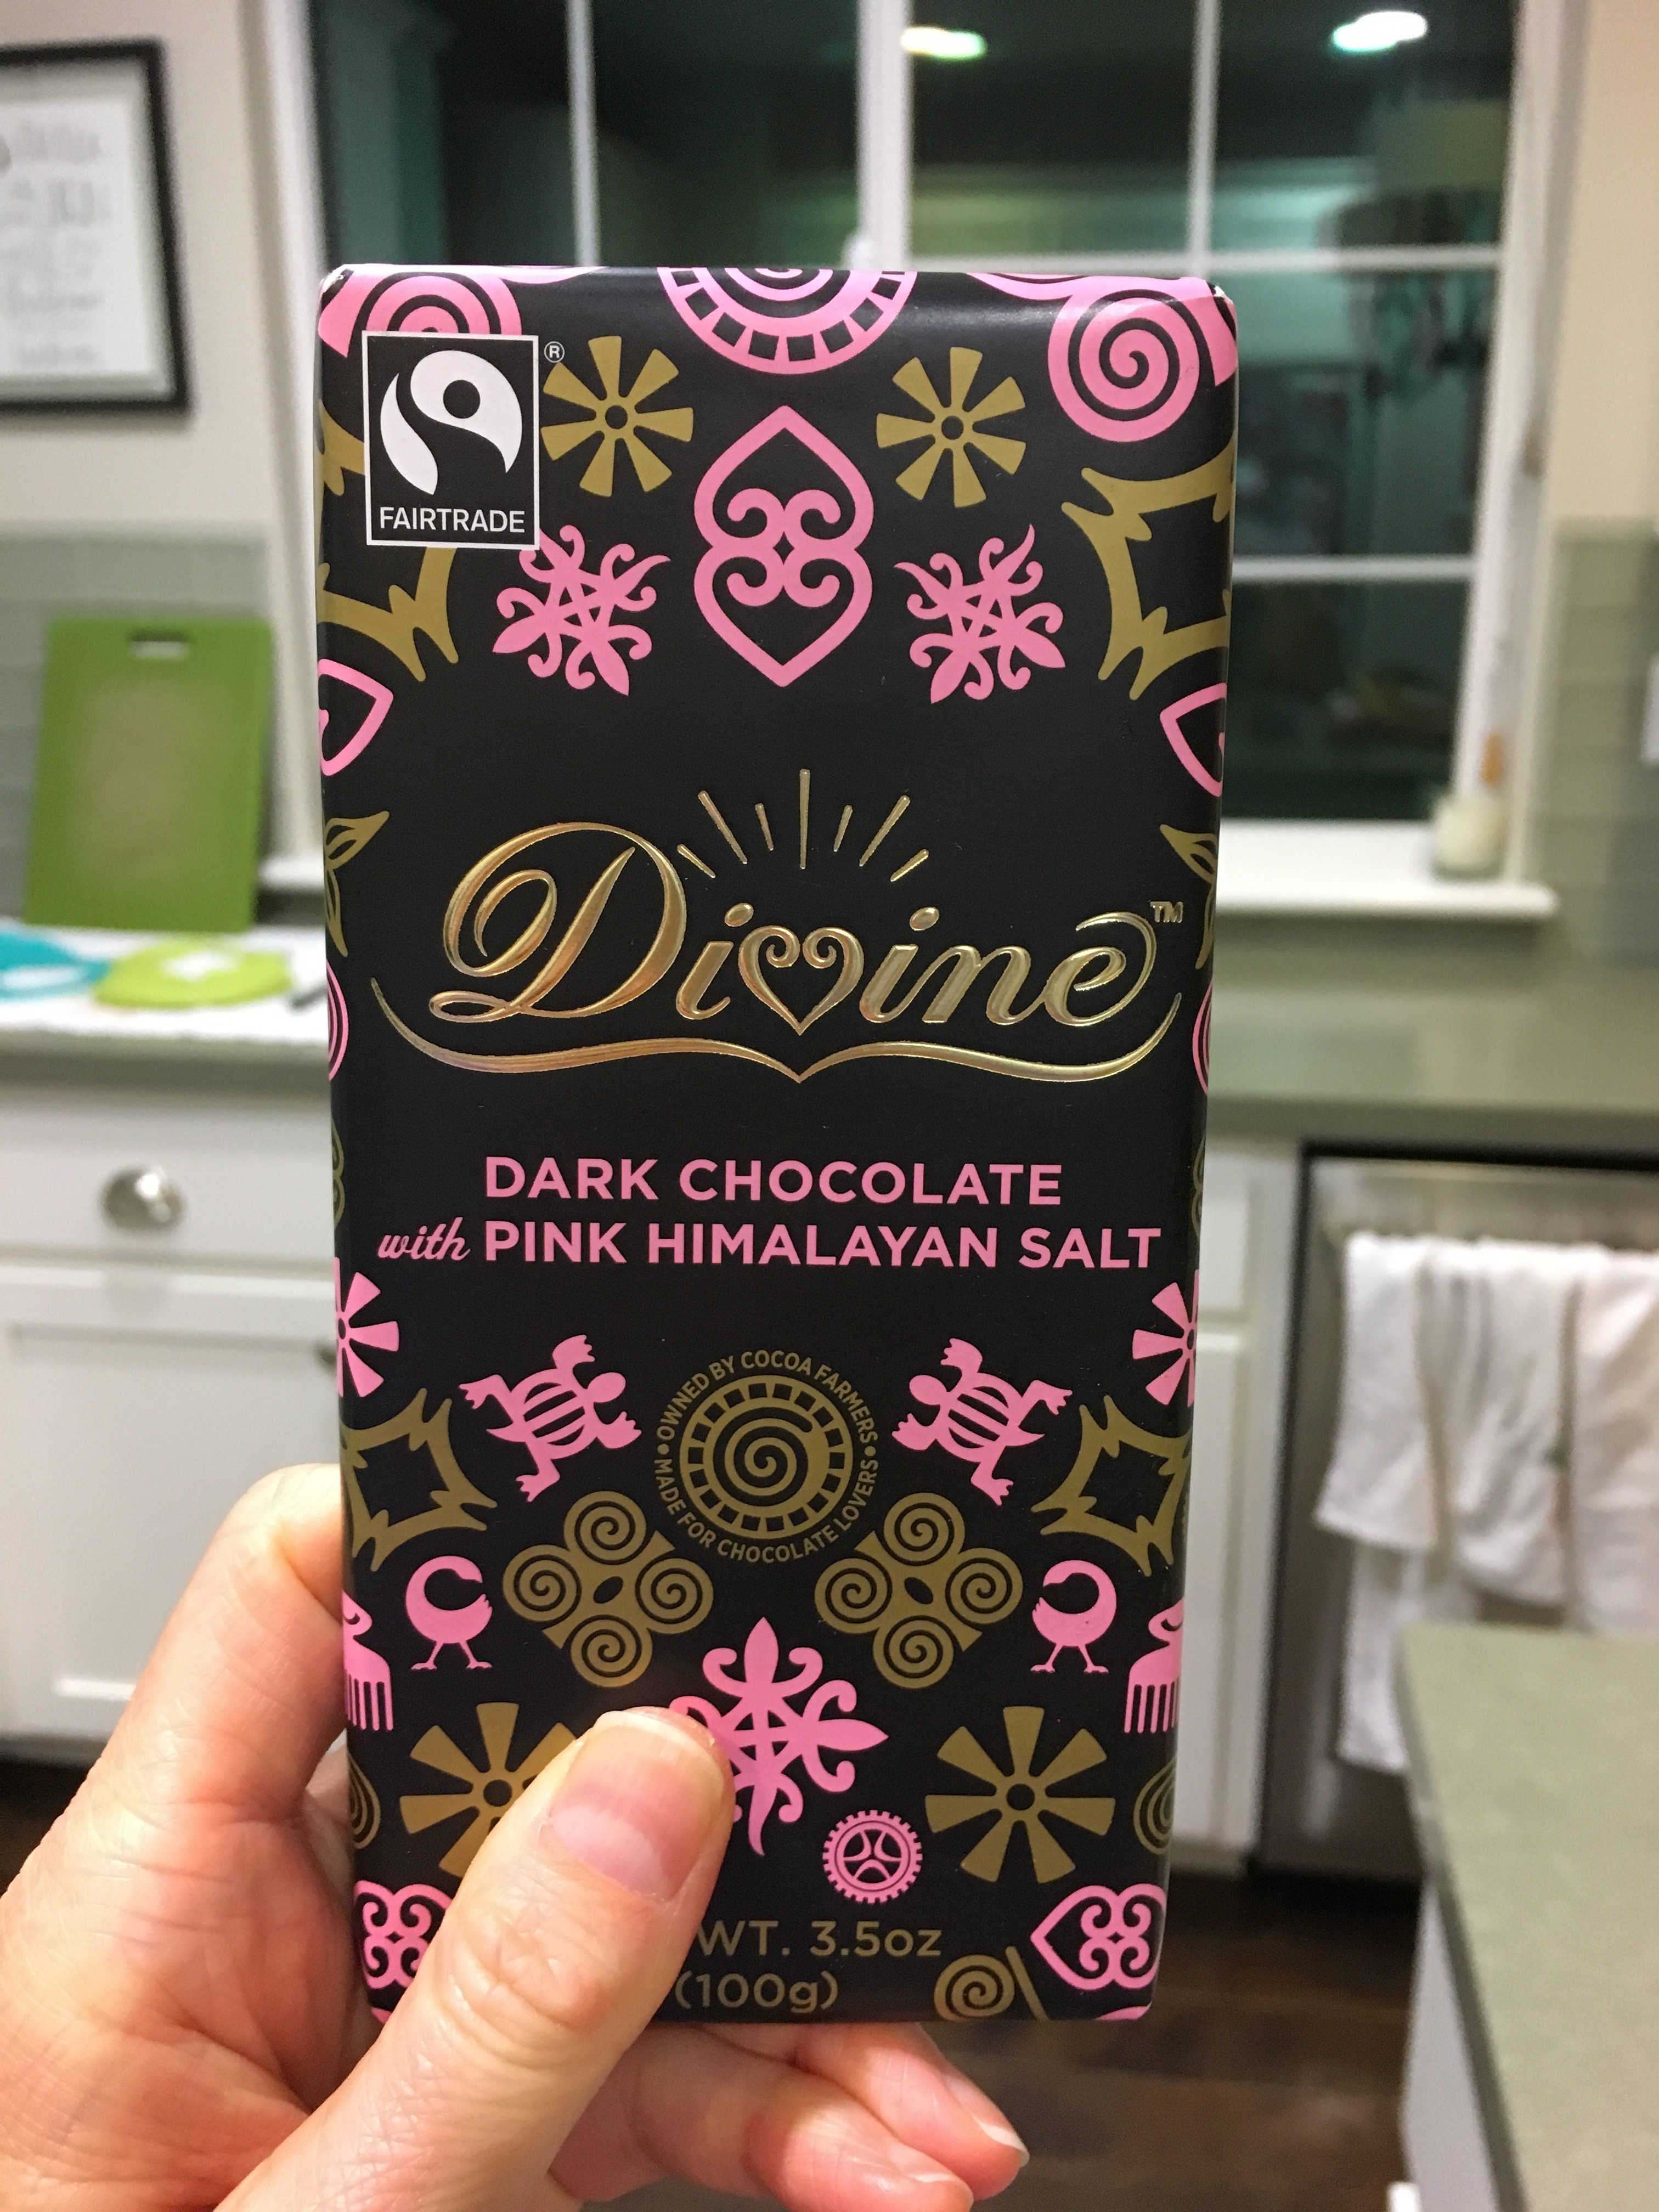 ®
FAIRTRADE
Divine™
DARK CHOCOLATE
with PINK HIMALAYAN SALT
OWNED BY COCOA FARMERS
• MADE FOR CHOCOLATE LOVERS •
WT. 3.5oz
(100g)